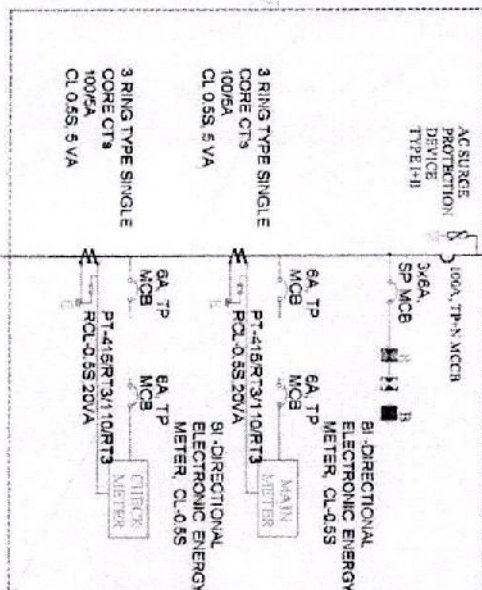 AC SURGE
PROTECTION
DEVICE
TYPE I+II
100A, TP+N MCCB
3x6A,
SP MCB
R
Y
B
3 RING TYPE SINGLE
CORE CTs
100/5A
CL 0.5S, 5 VA
6A, TP
MCB
6A, TP
MCB
BI -DIRECTIONAL
ELECTRONIC ENERGY
METER, CL-0.5S
MAIN
METER
PT-415/RT3/110/RT3
RCL-0.5S,20VA
E
3 RING TYPE SINGLE
CORE CTs
100/5A
CL 0.5S, 5 VA
6A, TP
MCB
6A, TP
MCB
BI -DIRECTIONAL
ELECTRONIC ENERGY
METER, CL-0.5S
CHECK
METER
PT-415/RT3/110/RT3
RCL-0.5S,20VA
E